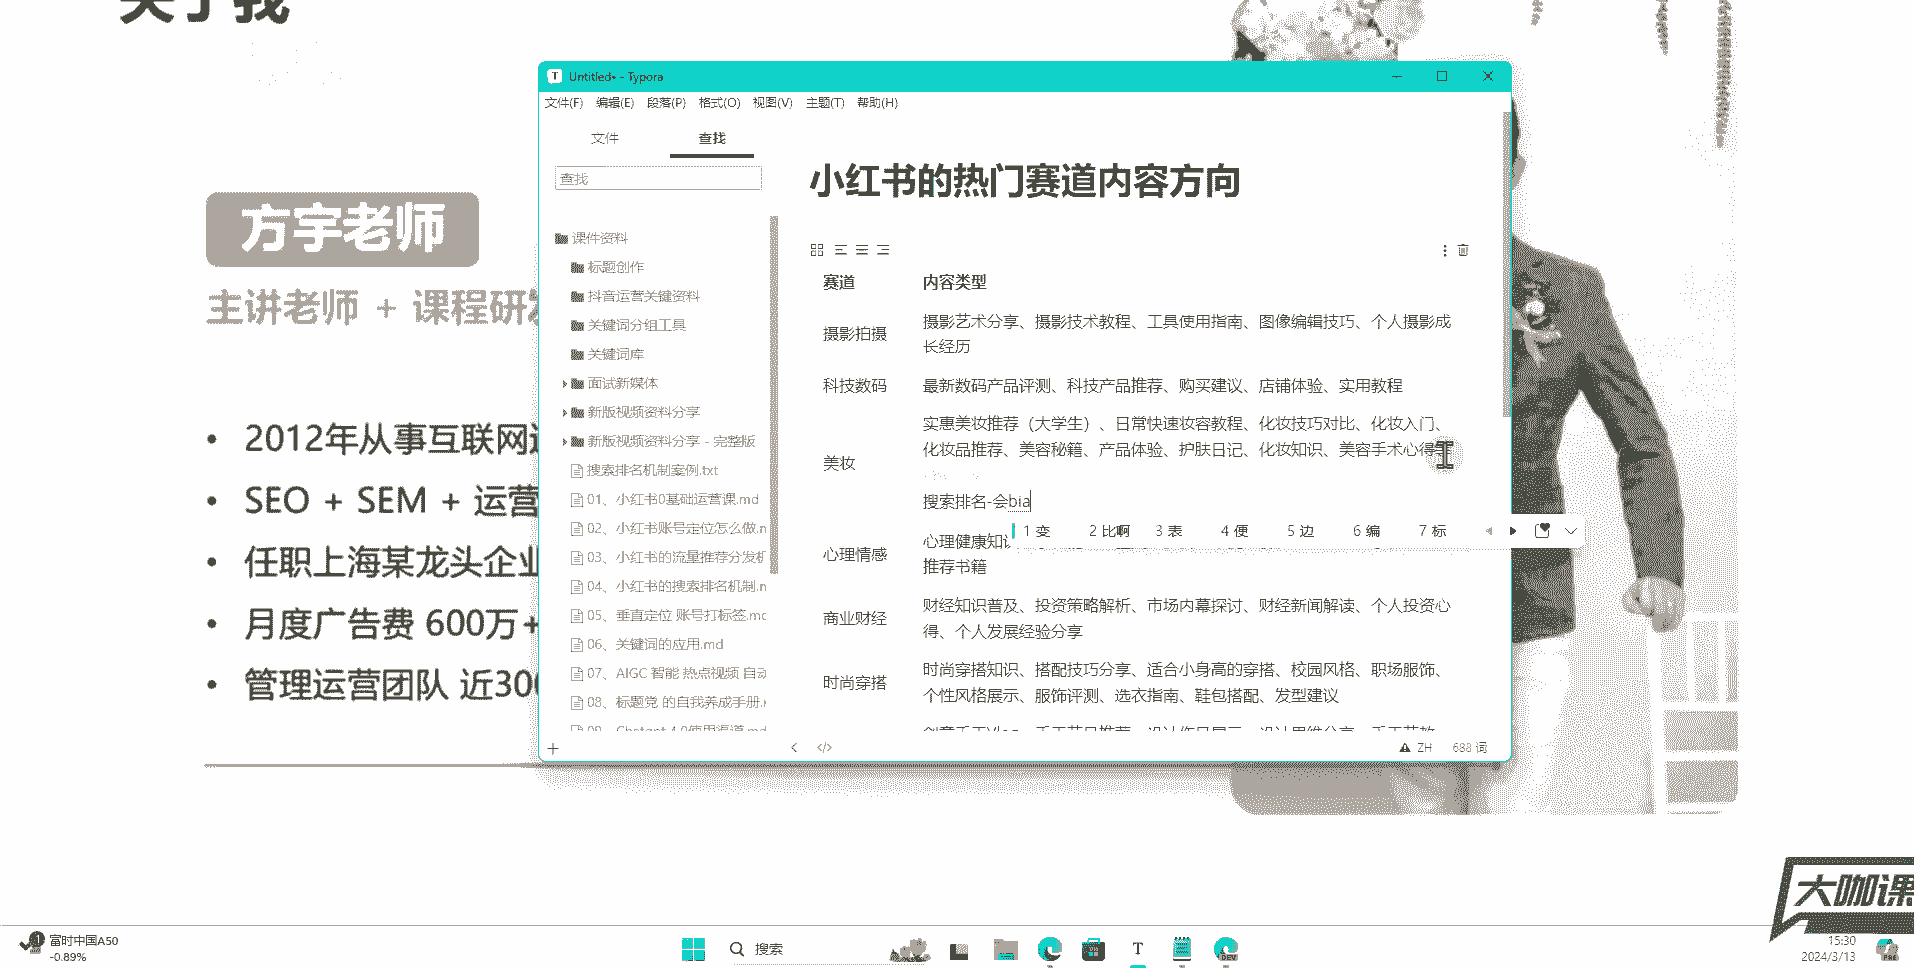 关于我
方宇老师
主讲老师 + 课程研发
2012年从事互联网
SEO + SEM + 运营
任职上海某龙头企业
月度广告费 600万+
管理运营团队 近300
Untitled• - Typora
文件(F) 编辑(E) 段落(P) 格式(O) 视图(V) 主题(T) 帮助(H)
文件 查找
查找
课件资料
标题创作
抖音运营关键资料
关键词分组工具
关键词库
面试新媒体
新版视频资料分享
新版视频资料分享 - 完整版
搜索排名机制案例.txt
01、小红书0基础运营课.md
02、小红书账号定位怎么做.m
03、小红书的流量推荐分发机
04、小红书的搜索排名机制.m
05、垂直定位 账号打标签.mc
06、关键词的应用.md
07、AIGC 智能 热点视频 自动
08、标题党 的自我养成手册.
09、Chatgpt 4.0使用渠道.md
小红书的热门赛道内容方向
赛道 内容类型
摄影拍摄 摄影艺术分享、摄影技术教程、工具使用指南、图像编辑技巧、个人摄影成
长经历
科技数码 最新数码产品评测、科技产品推荐、购买建议、店铺体验、实用教程
美妆 实惠美妆推荐（大学生）、日常快速妆容教程、化妆技巧对比、化妆入门、
化妆品推荐、美容秘籍、产品体验、护肤日记、化妆知识、美容手术心得等
搜索排名-会bia
1 变 2 比啊 3 表 4 便 5 边 6 编 7 标
心理情感 心理健康知识
推荐书籍
商业财经 财经知识普及、投资策略解析、市场内幕探讨、财经新闻解读、个人投资心
得、个人发展经验分享
时尚穿搭 时尚穿搭知识、搭配技巧分享、适合小身高的穿搭、校园风格、职场服饰、
个性风格展示、服饰评测、选衣指南、鞋包搭配、发型建议
</> ZH 688 词
大咖课
富时中国A50
-0.89%
搜索
15:30
2024/3/13